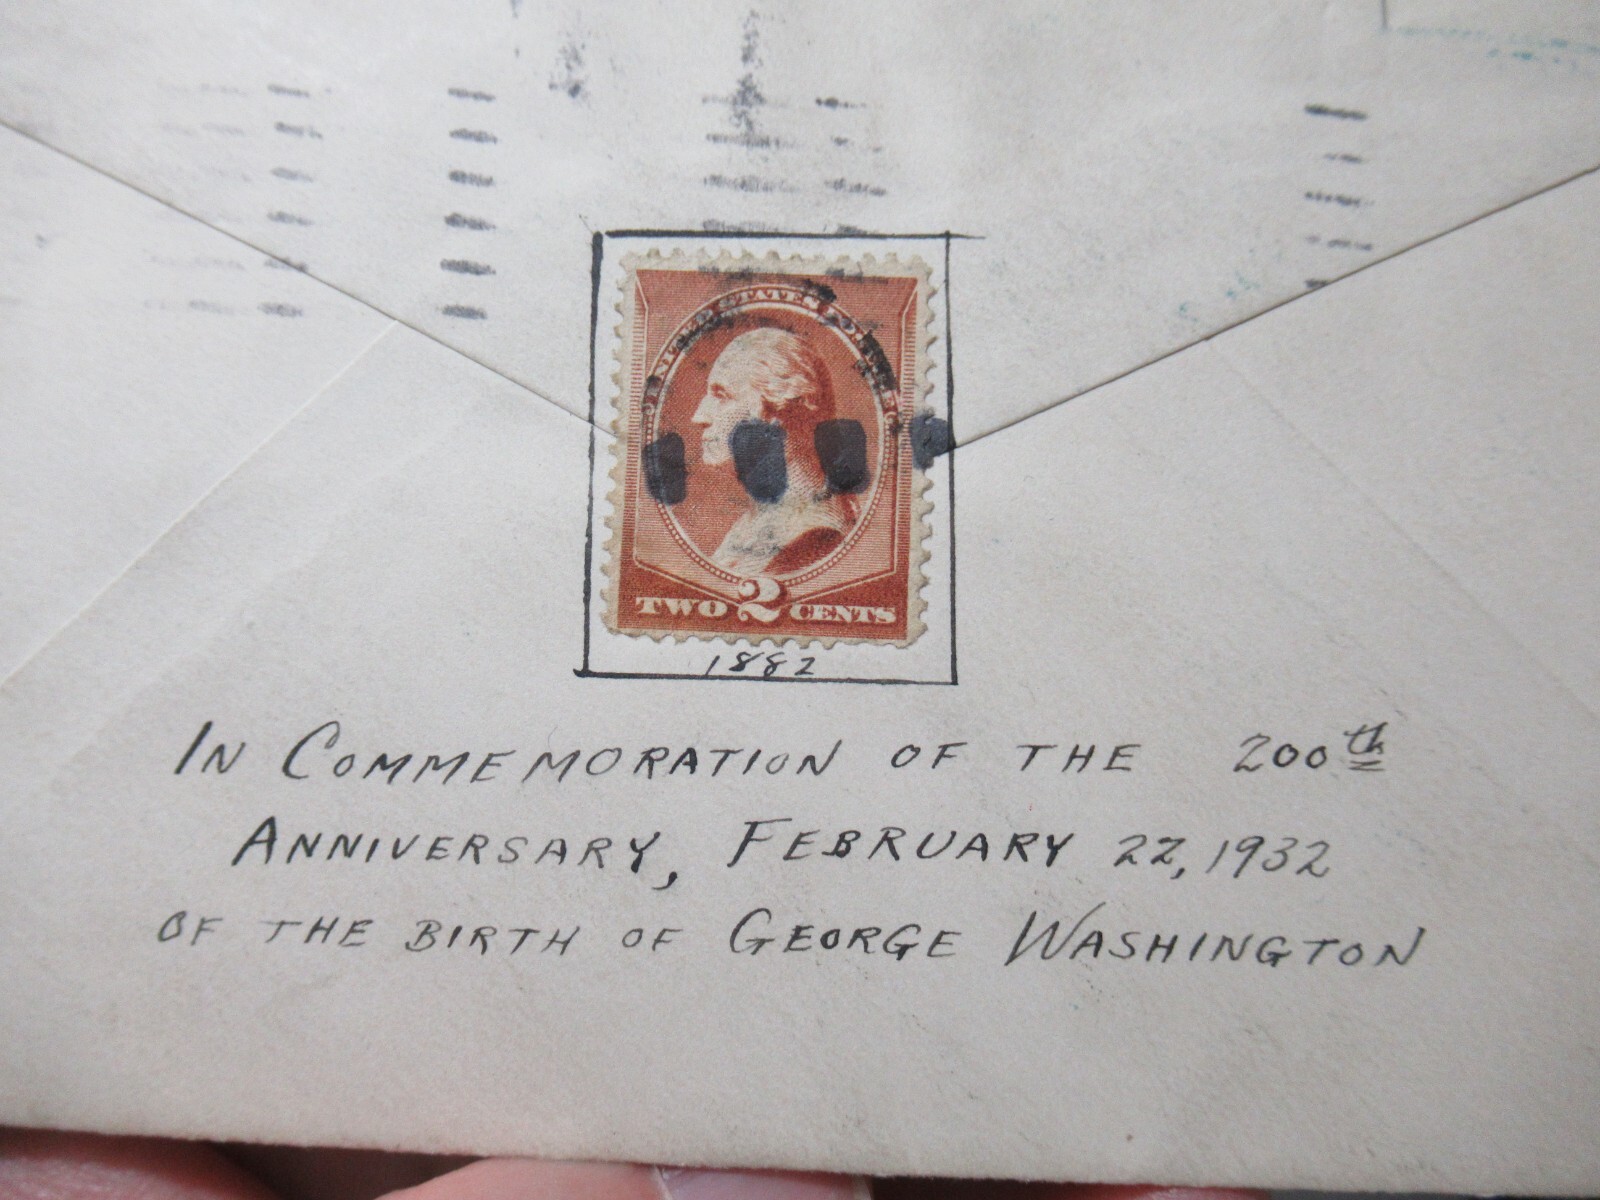 UNITED STATES POSTAGE
TWO 2 CENTS
1882
IN COMMEMORATION OF THE 200th
ANNIVERSARY, FEBRUARY 22, 1932
OF THE BIRTH OF GEORGE WASHINGTON